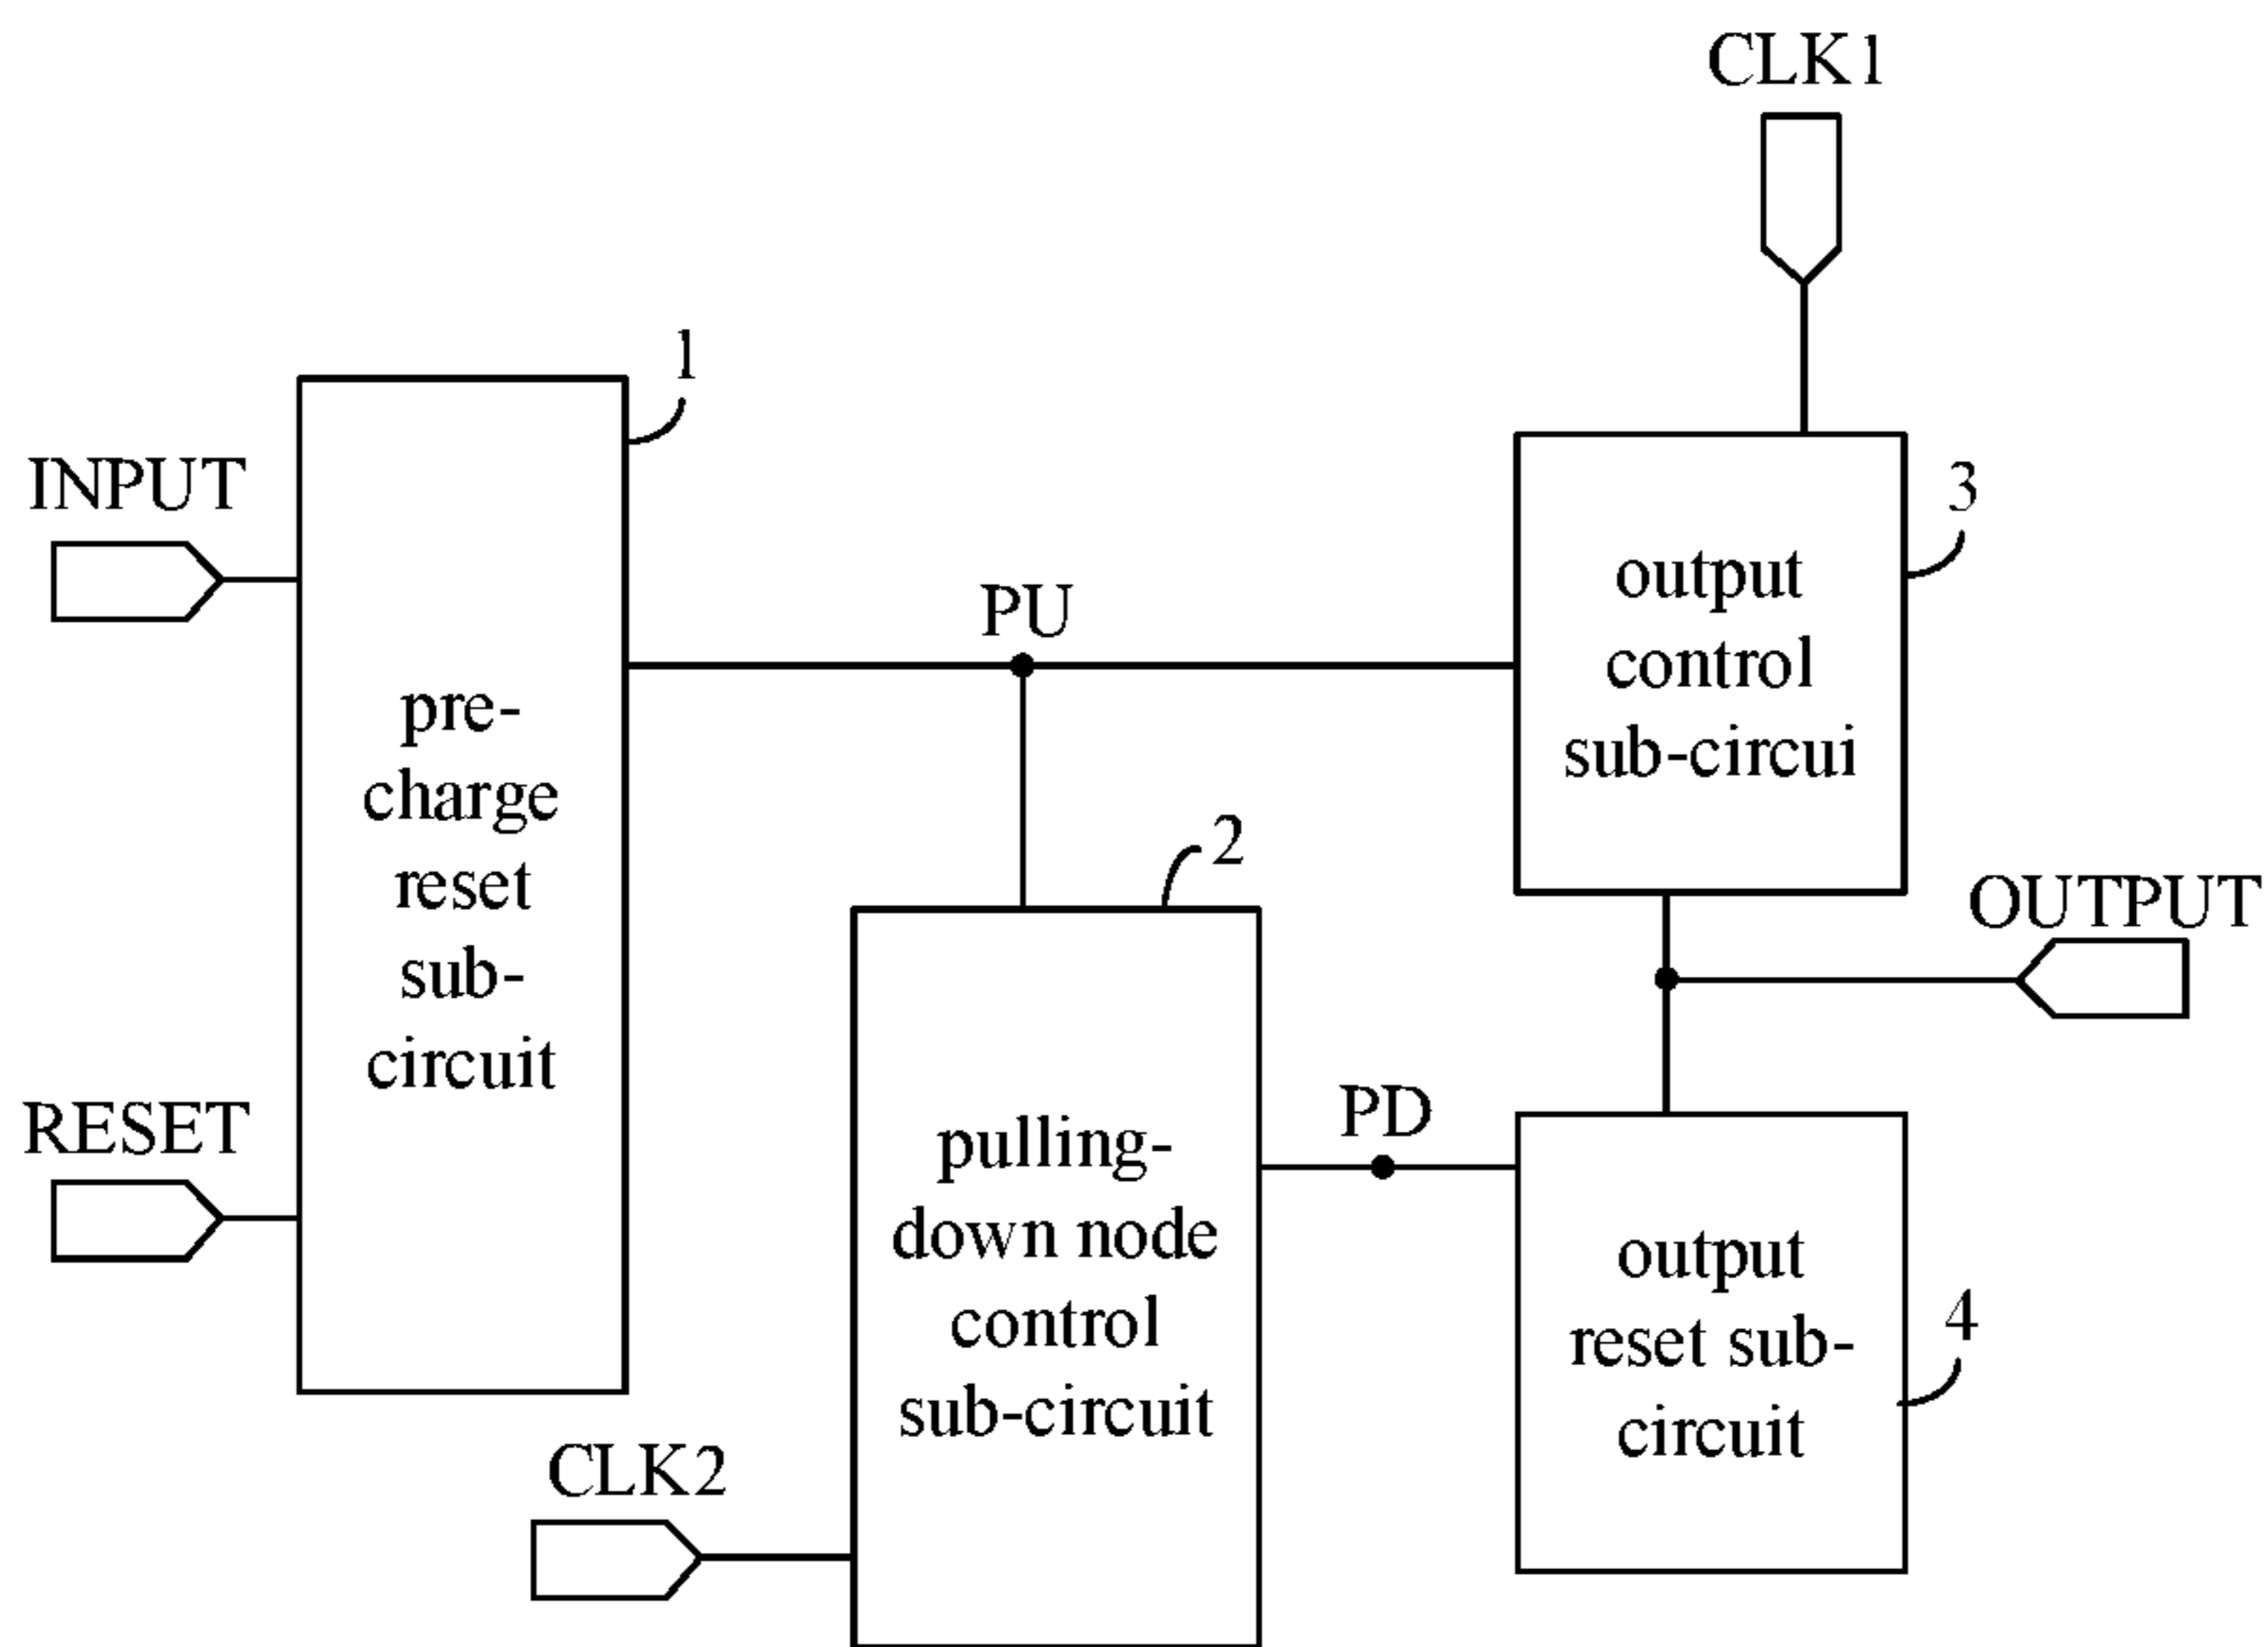 CLK1
1
INPUT
3
PU
output
control
sub-circui
pre-
charge
reset
sub-
circuit
2
OUTPUT
RESET
PD
pulling-
down node
control
sub-circuit
output
reset sub-
circuit
4
CLK2